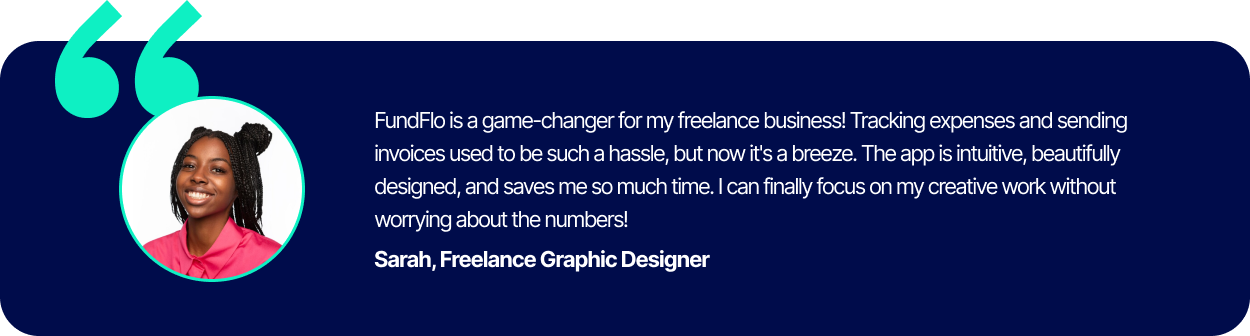 FundFlo is a game-changer for my freelance business! Tracking expenses and sending
invoices used to be such a hassle, but now it's a breeze. The app is intuitive, beautifully
designed, and saves me so much time. I can finally focus on my creative work without
worrying about the numbers!
Sarah, Freelance Graphic Designer